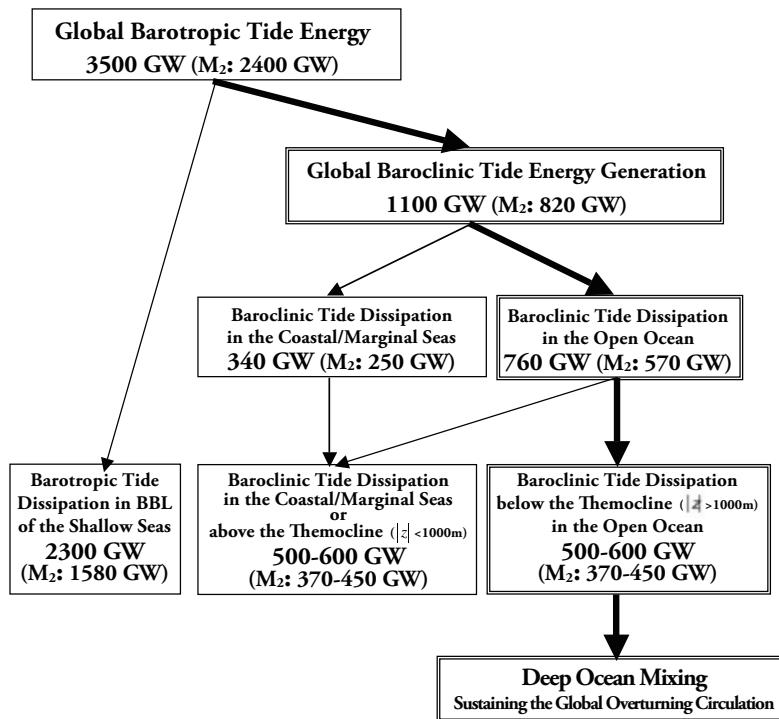 Global Barotropic Tide Energy
3500 GW (M₂: 2400 GW)
Global Baroclinic Tide Energy Generation
1100 GW (M₂: 820 GW)
Baroclinic Tide Dissipation
in the Coastal/Marginal Seas
340 GW (M₂: 250 GW)
Baroclinic Tide Dissipation
in the Open Ocean
760 GW (M₂: 570 GW)
Barotropic Tide
Dissipation in BBL
of the Shallow Seas
2300 GW
(M₂: 1580 GW)
Baroclinic Tide Dissipation
in the Coastal/Marginal Seas
or
above the Themocline (|z| <1000m)
500-600 GW
(M₂: 370-450 GW)
Baroclinic Tide Dissipation
below the Themocline (|z| >1000m)
in the Open Ocean
500-600 GW
(M₂: 370-450 GW)
Deep Ocean Mixing
Sustaining the Global Overturning Circulation